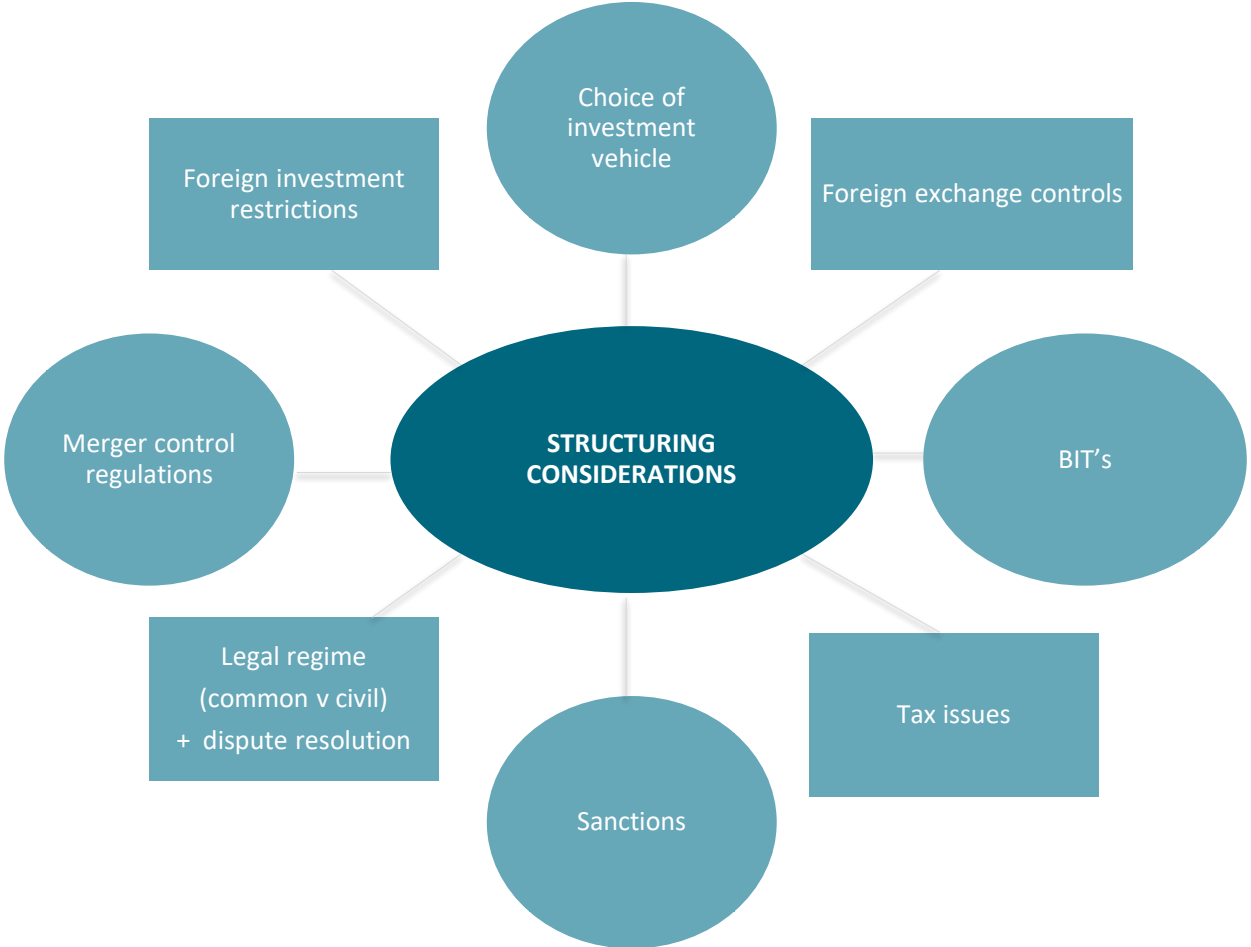 Choice of
investment
vehicle
Foreign investment
restrictions
Foreign exchange controls
Merger control
regulations
STRUCTURING
CONSIDERATIONS
BIT’s
Legal regime
(common v civil)
+ dispute resolution
Tax issues
Sanctions